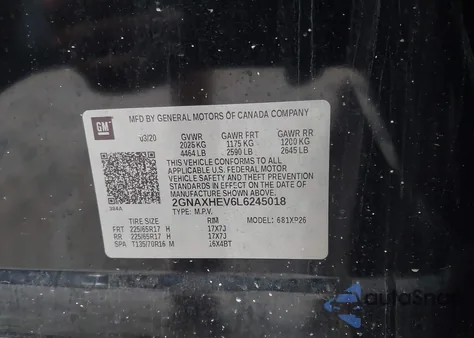 GM
MFD BY GENERAL MOTORS OF CANADA COMPANY
03/20 GVWR GAWR FRT GAWR RR
2025 KG 1175 KG 1200 KG
4464 LB 2590 LB 2645 LB
THIS VEHICLE CONFORMS TO ALL
APPLICABLE U.S. FEDERAL MOTOR
VEHICLE SAFETY AND THEFT PREVENTION
STANDARDS IN EFFECT ON THE DATE OF
MANUFACTURE SHOWN ABOVE.
2GNAXHEV6L6245018
TYPE: M.P.V. MODEL: 681XP26
TIRE SIZE RIM
FRT 225/65R17 H 17X7J
RR 225/65R17 H 17X7J
SPA T135/70R16 M 16X4BT
AutoSnap